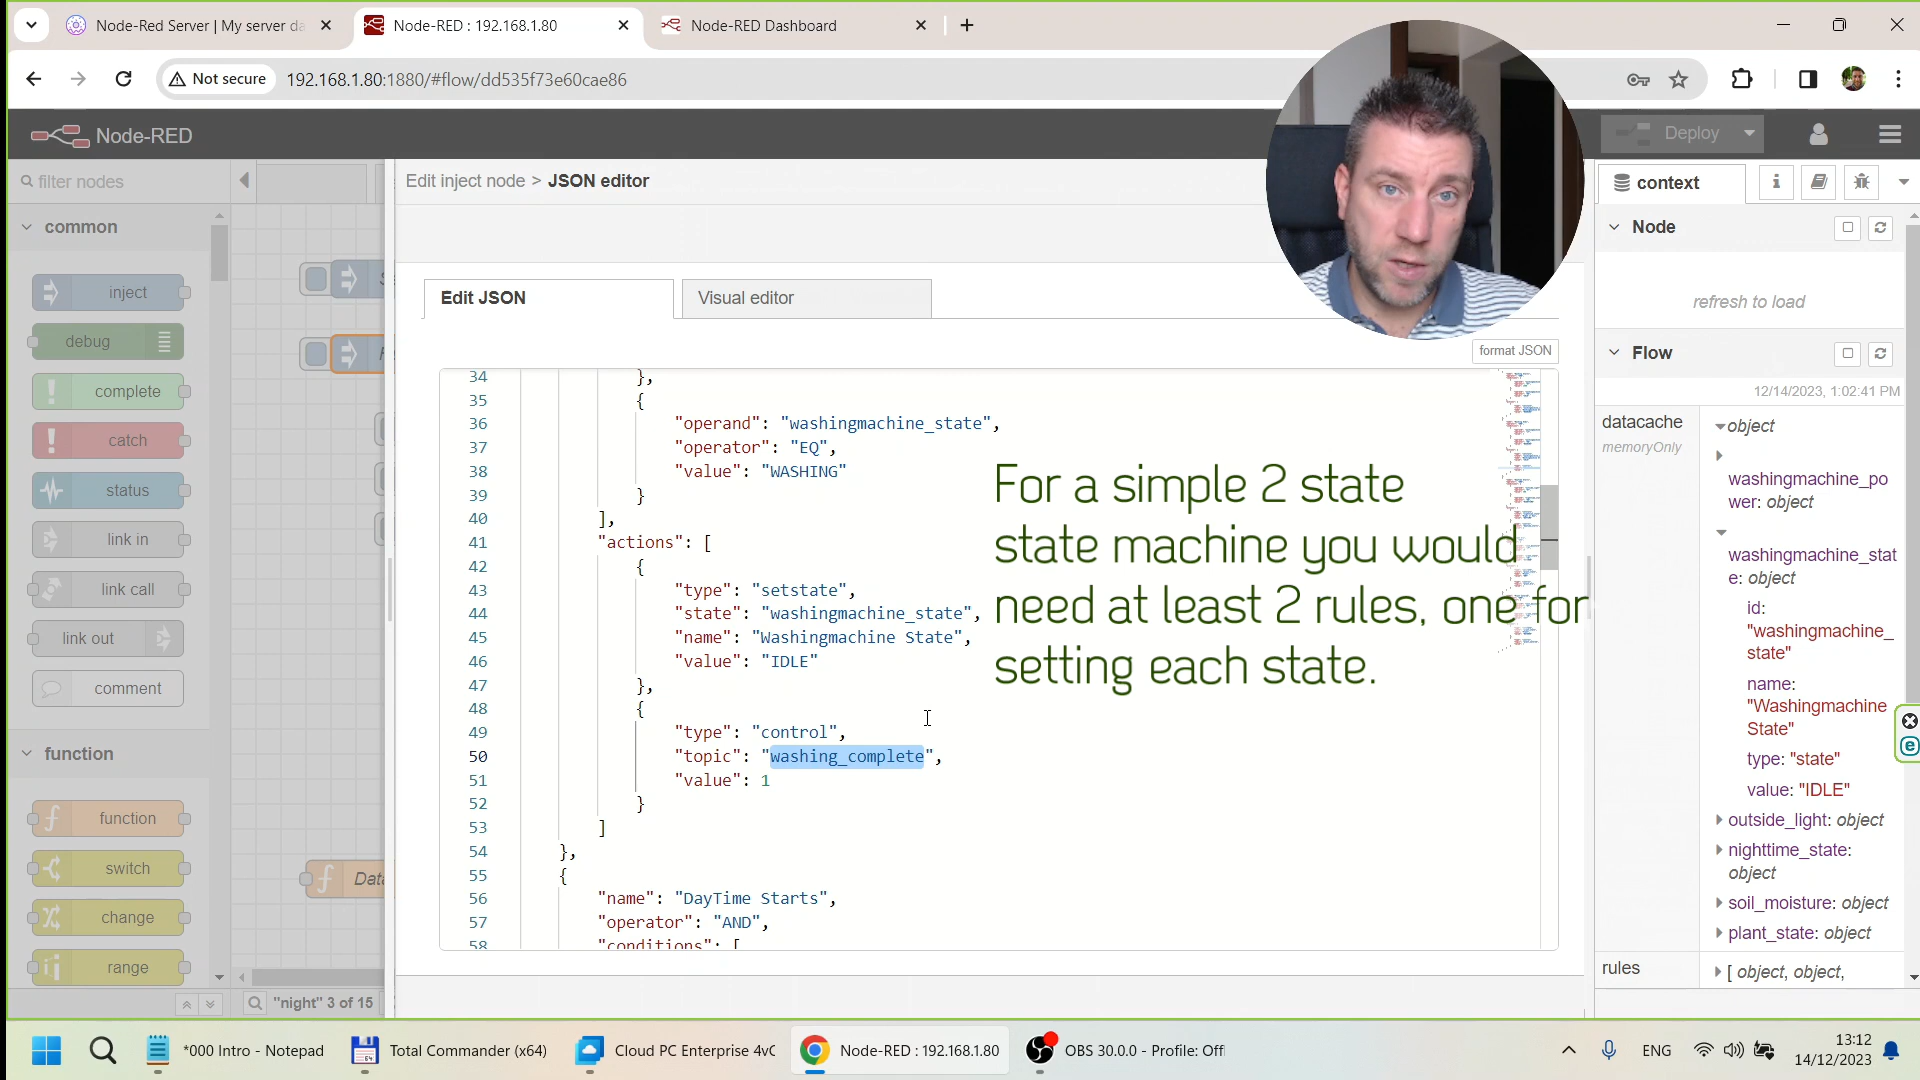 Node-Red Server | My server da
Node-RED : 192.168.1.80
Node-RED Dashboard
Not secure
192.168.1.80:1880/#flow/dd535f73e60cae86
Node-RED
Deploy
filter nodes
Edit inject node > JSON editor
context
common
Node
refresh to load
inject
Edit JSON
Visual editor
format JSON
debug
Flow
12/14/2023, 1:02:41 PM
complete
catch
status
link in
link call
link out
comment
function
function
switch
change
range
Data
"night" 3 of 15
34 },
35 {
36 "operand": "washingmachine_state",
37 "operator": "EQ",
38 "value": "WASHING"
39 }
40 ],
41 "actions": [
42 {
43 "type": "setstate",
44 "state": "washingmachine_state",
45 "name": "Washingmachine State",
46 "value": "IDLE"
47 },
48 {
49 "type": "control",
50 "topic": "washing_complete",
51 "value": 1
52 }
53 ]
54 },
55 {
56 "name": "DayTime Starts",
57 "operator": "AND",
58 "conditions": [
For a simple 2 state
state machine you would
need at least 2 rules, one for
setting each state.
datacache
memoryOnly
object
washingmachine_po
wer: object
washingmachine_stat
e: object
id:
"washingmachine_
state"
name:
"Washingmachine
State"
type: "state"
value: "IDLE"
outside_light: object
nighttime_state:
object
soil_moisture: object
plant_state: object
rules
[ object, object,
*000 Intro - Notepad
Total Commander (x64)
Cloud PC Enterprise 4vC
Node-RED : 192.168.1.80
OBS 30.0.0 - Profile: Offi
ENG
13:12
14/12/2023